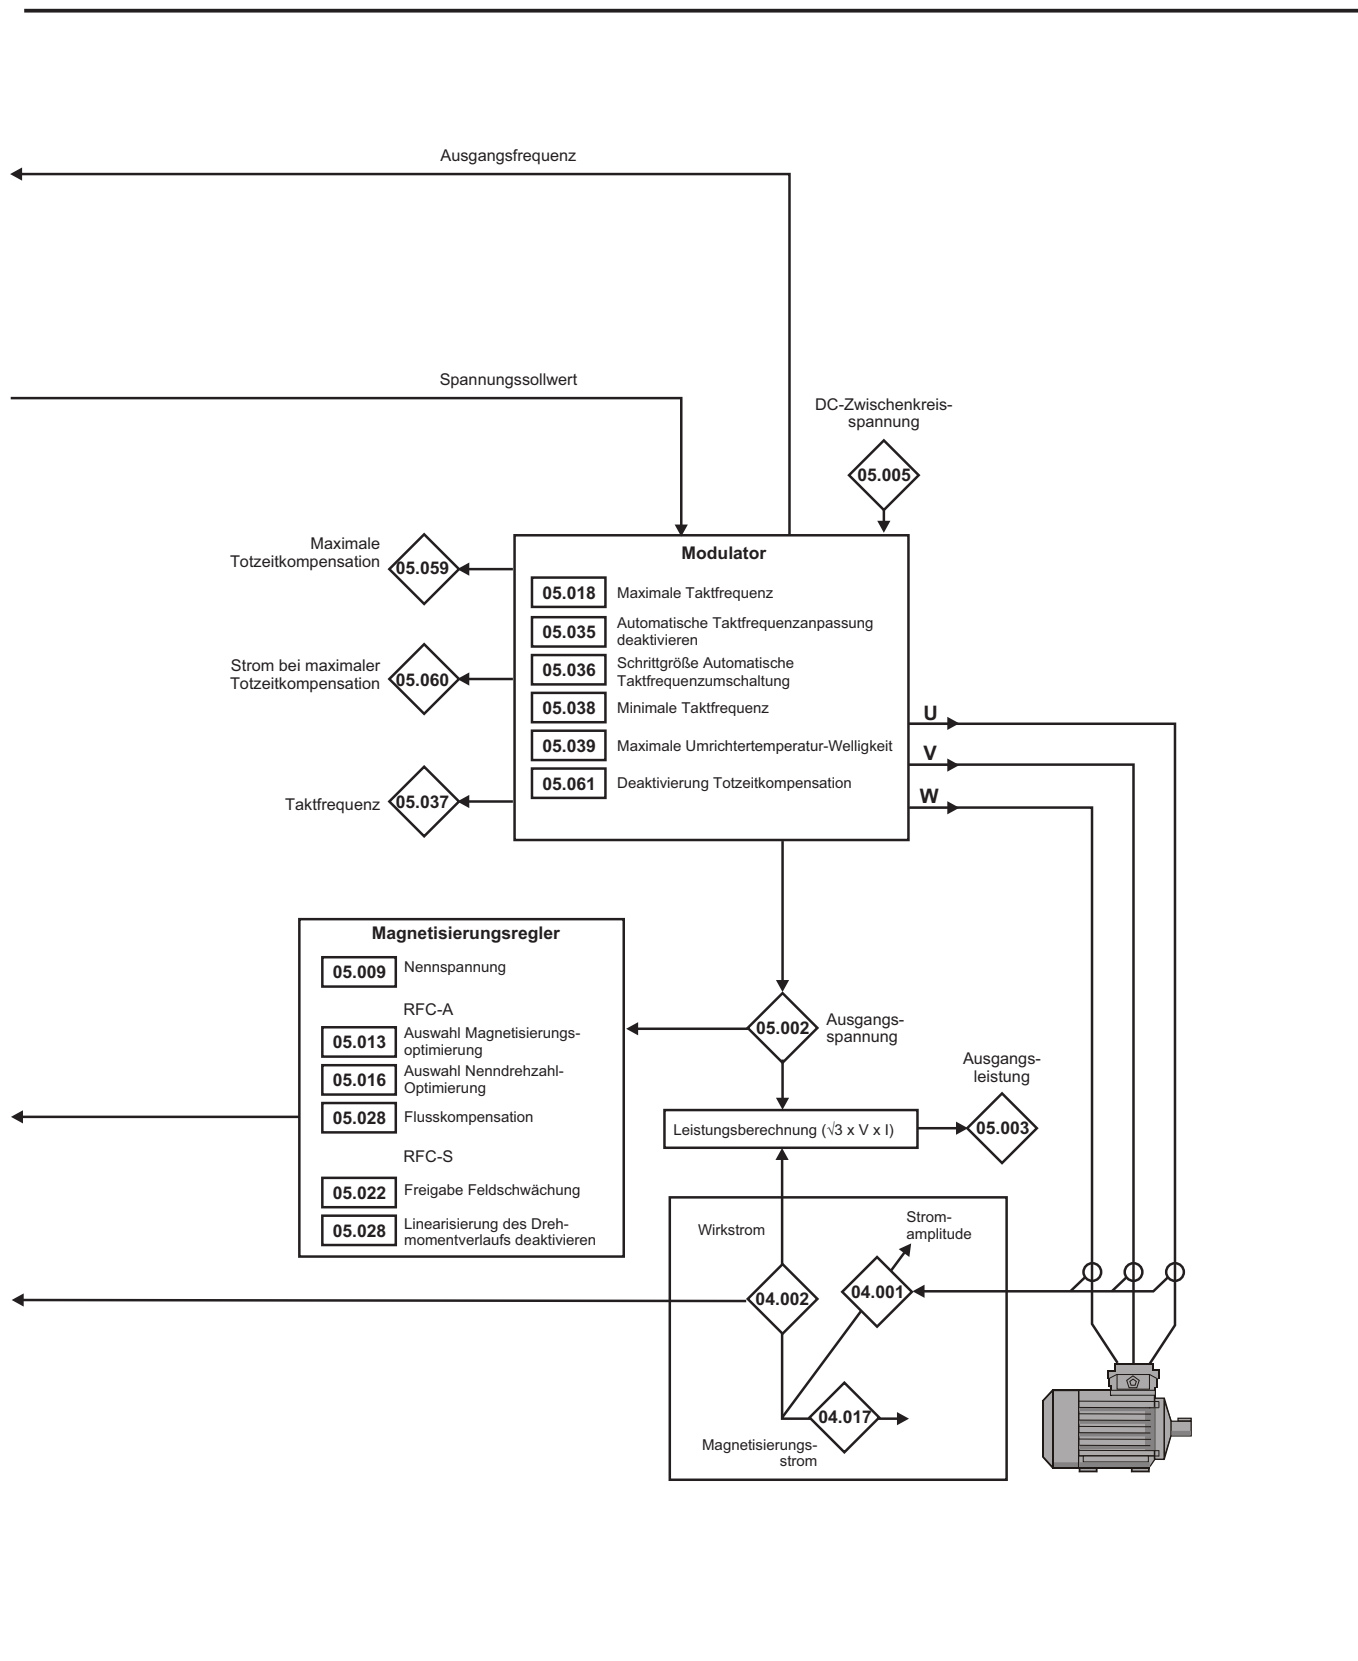 Ausgangsfrequenz
Spannungssollwert
DC-Zwischenkreis-
spannung
05.005
Maximale
Totzeitkompensation
05.059
Strom bei maximaler
Totzeitkompensation
05.060
Taktfrequenz
05.037
Modulator
05.018
Maximale Taktfrequenz
05.035
Automatische Taktfrequenzanpassung
deaktivieren
05.036
Schrittgröße Automatische
Taktfrequenzumschaltung
05.038
Minimale Taktfrequenz
05.039
Maximale Umrichtertemperatur-Welligkeit
05.061
Deaktivierung Totzeitkompensation
U
V
W
Magnetisierungsregler
05.009
Nennspannung
RFC-A
05.013
Auswahl Magnetisierungs-
optimierung
05.016
Auswahl Nenndrehzahl-
Optimierung
05.028
Flusskompensation
RFC-S
05.022
Freigabe Feldschwächung
05.028
Linearisierung des Dreh-
momentverlaufs deaktivieren
05.002
Ausgangs-
spannung
Ausgangs-
leistung
Leistungsberechnung (√3 x V x I)
05.003
Wirkstrom
Strom-
amplitude
04.002
04.001
04.017
Magnetisierungs-
strom